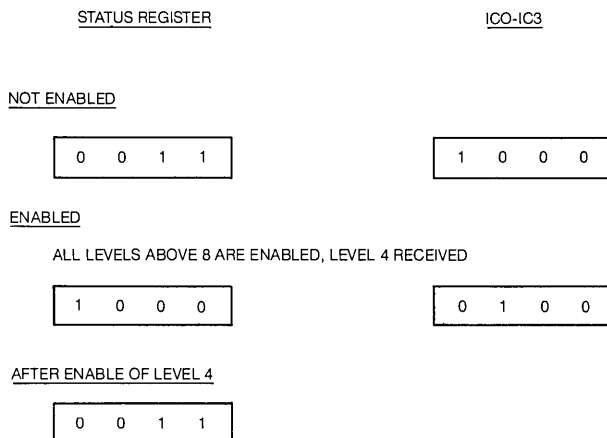 STATUS REGISTER ICO-IC3
NOT ENABLED
0 0 1 1 1 0 0 0
ENABLED
ALL LEVELS ABOVE 8 ARE ENABLED, LEVEL 4 RECEIVED
1 0 0 0 0 1 0 0
AFTER ENABLE OF LEVEL 4
0 0 1 1